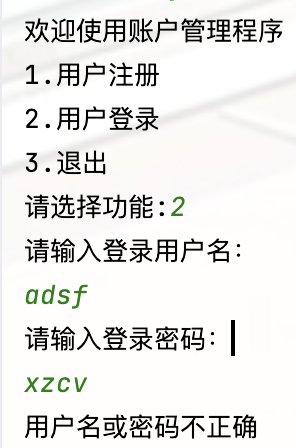 欢迎使用账户管理程序
1.用户注册
2.用户登录
3.退出
请选择功能:2
请输入登录用户名：
adsf
请输入登录密码：
xzcv
用户名或密码不正确